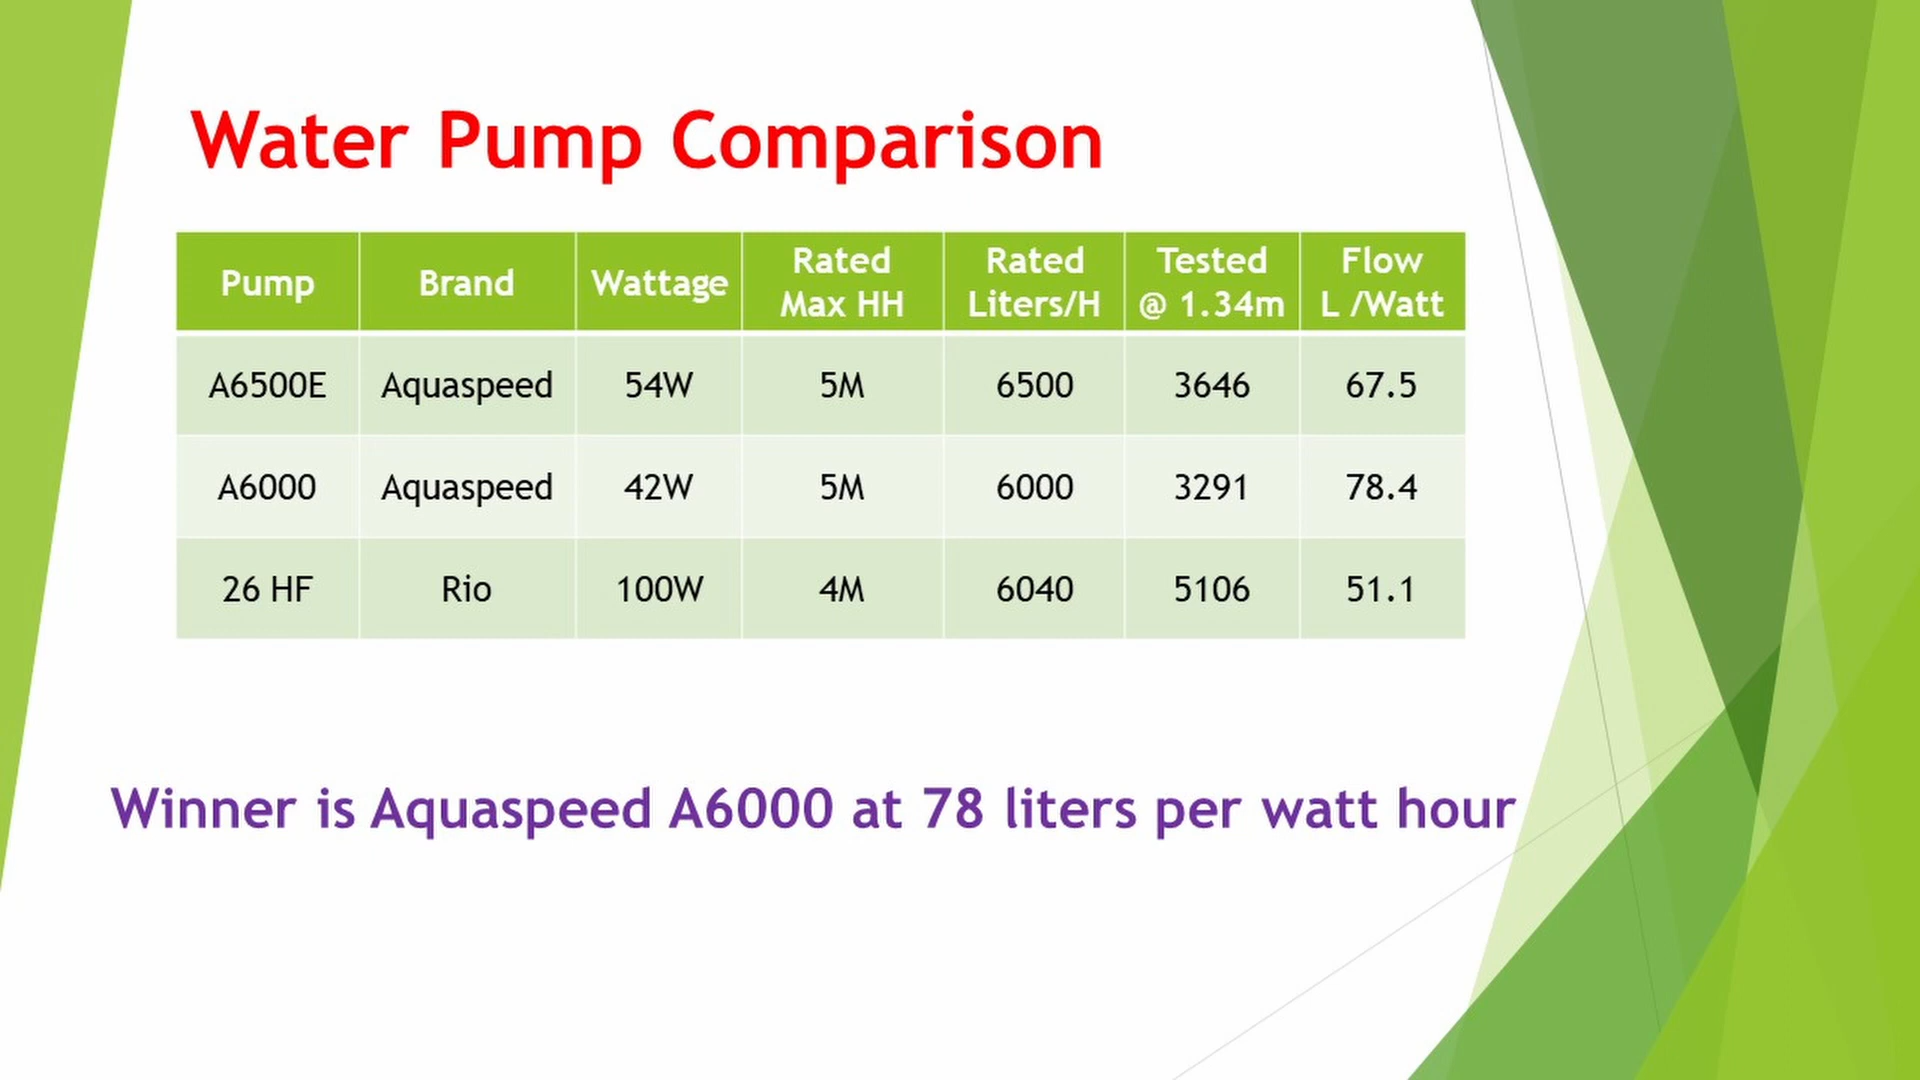 Water Pump Comparison
Pump Brand Wattage Rated Max HH Rated Liters/H Tested @ 1.34m Flow L /Watt
A6500E Aquaspeed 54W 5M 6500 3646 67.5
A6000 Aquaspeed 42W 5M 6000 3291 78.4
26 HF Rio 100W 4M 6040 5106 51.1
Winner is Aquaspeed A6000 at 78 liters per watt hour